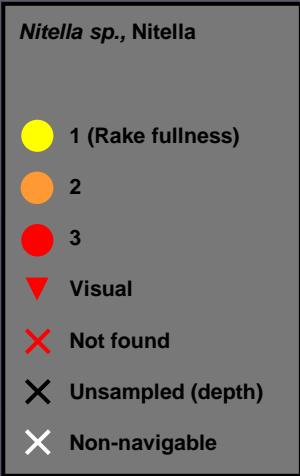 Nitella sp., Nitella
1 (Rake fullness)
2
3
Visual
Not found
Unsampled (depth)
Non-navigable